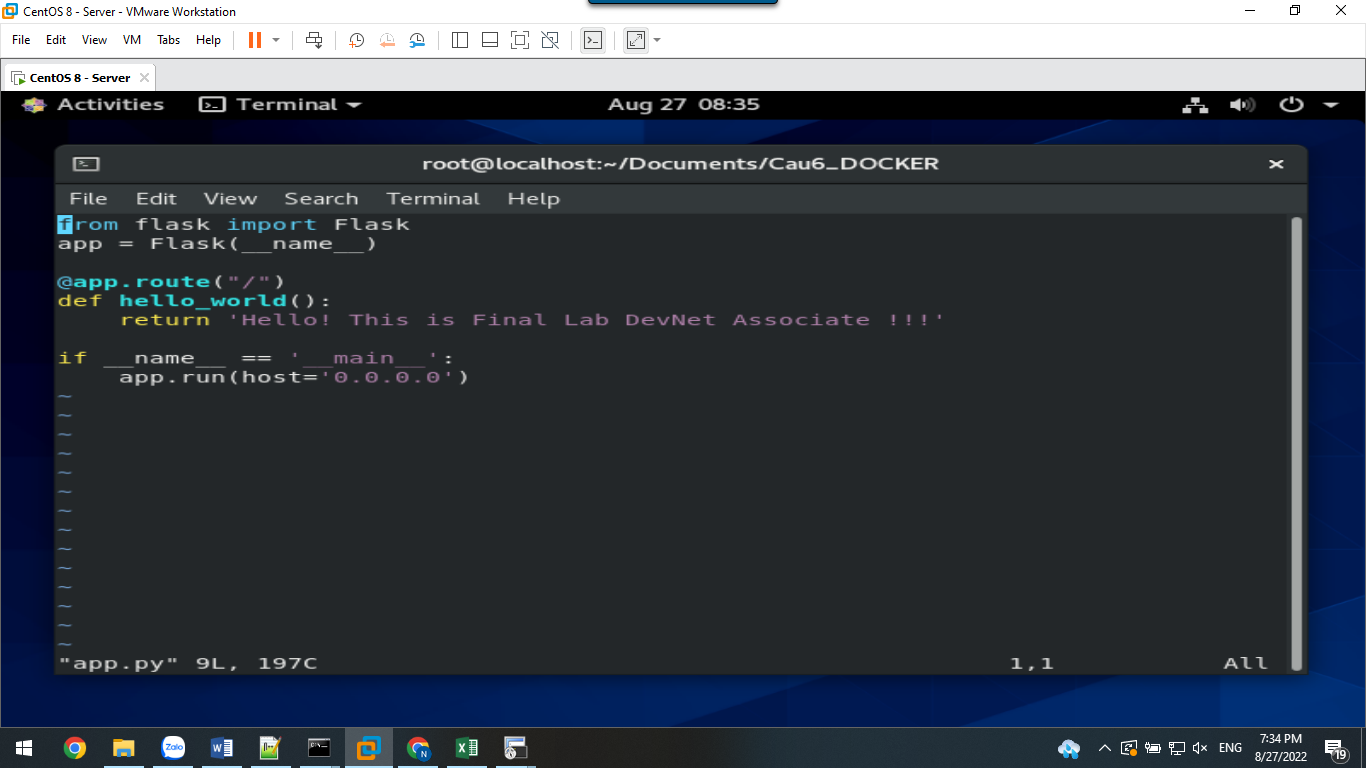 CentOS 8 - Server - VMware Workstation
File Edit View VM Tabs Help
CentOS 8 - Server
Activities Terminal Aug 27 08:35
root@localhost:~/Documents/Cau6_DOCKER
File Edit View Search Terminal Help
from flask import Flask
app = Flask(__name__)
@app.route("/")
def hello_world():
     return 'Hello! This is Final Lab DevNet Associate !!!'
if __name__ == '__main__':
    app.run(host='0.0.0.0')
~
~
~
~
~
~
~
~
~
~
~
~
~
~
"app.py" 9L, 197C 1,1 All
Zalo
ENG
7:34 PM
8/27/2022
19